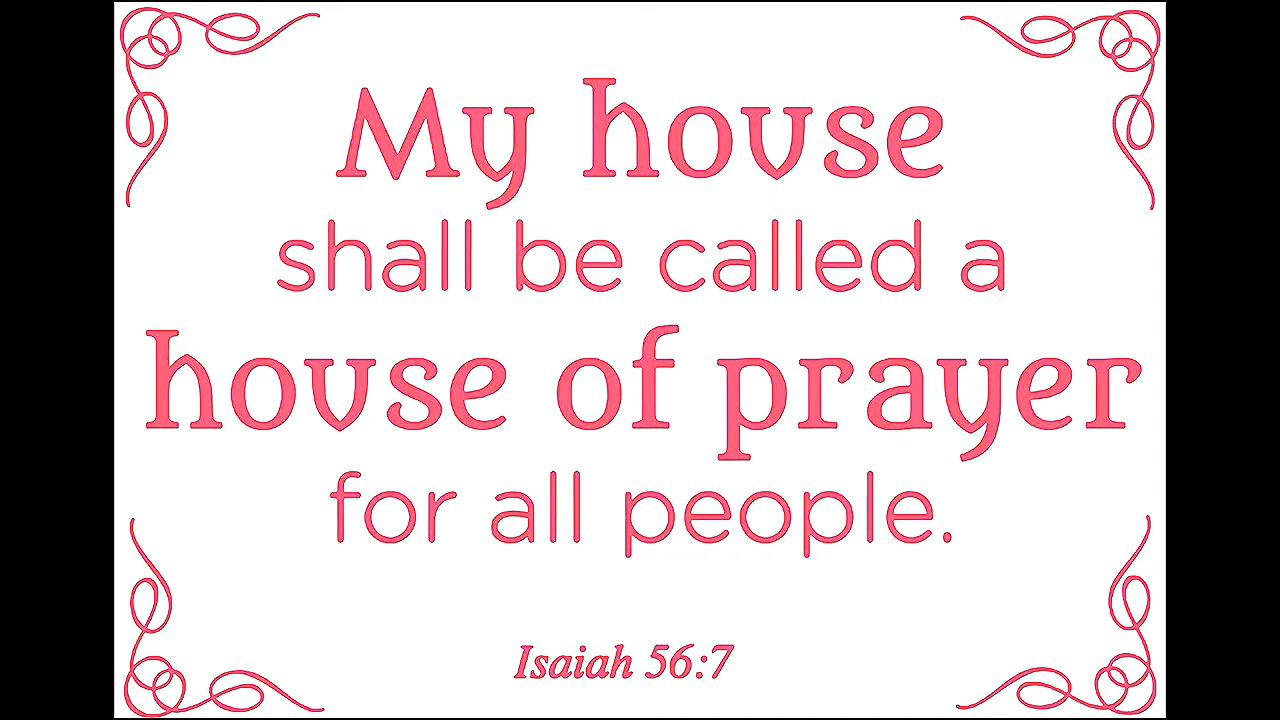 My house
shall be called a
house of prayer
for all people.
Isaiah 56:7